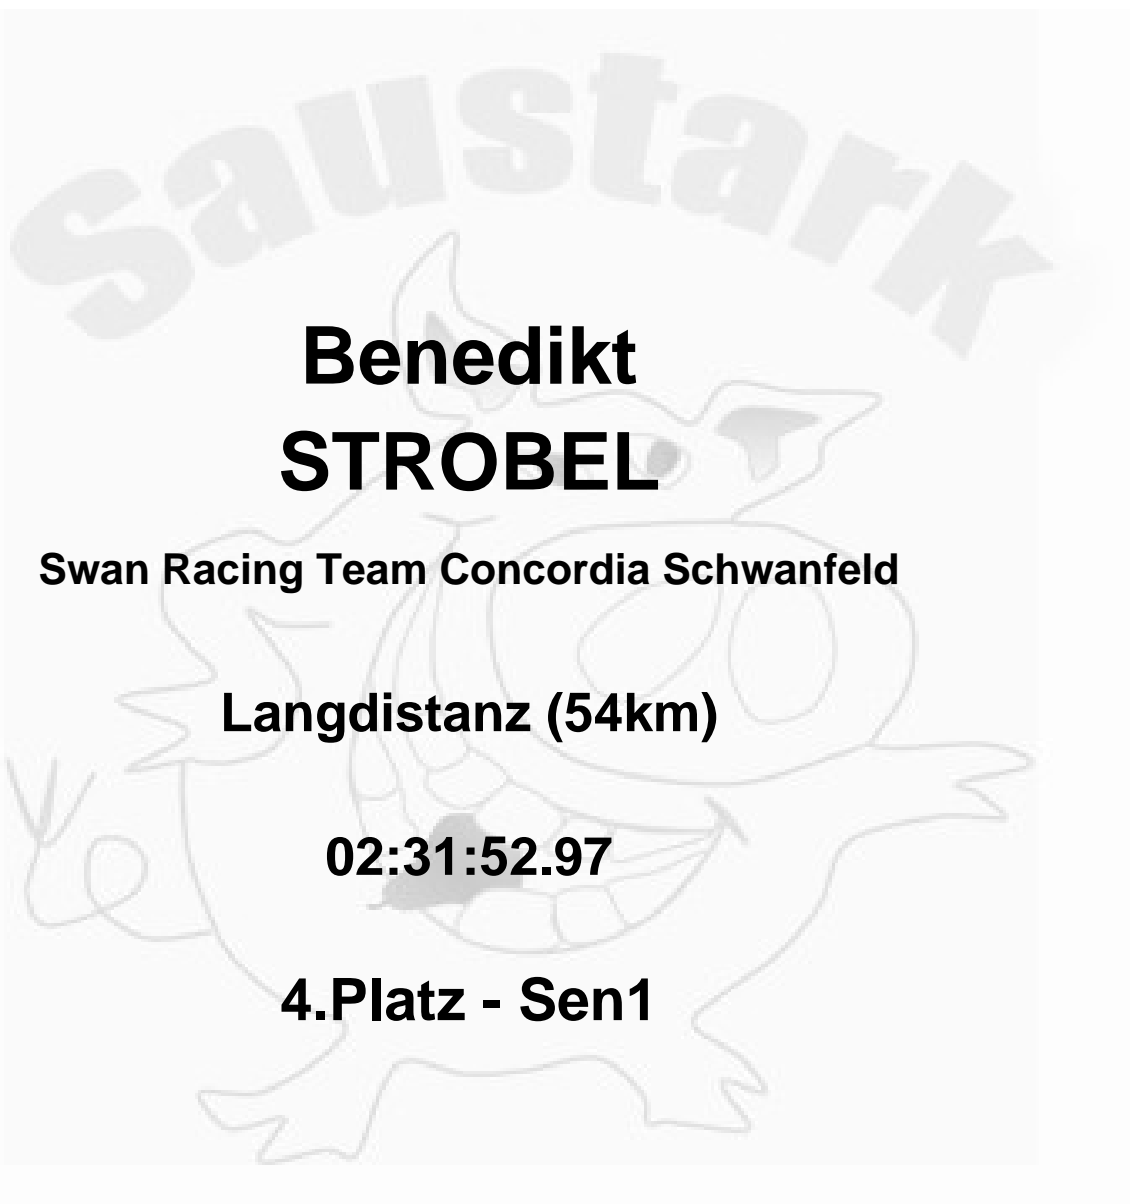 Saustark
Benedikt
STROBEL
Swan Racing Team Concordia Schwanfeld
Langdistanz (54km)
02:31:52.97
4.Platz - Sen1